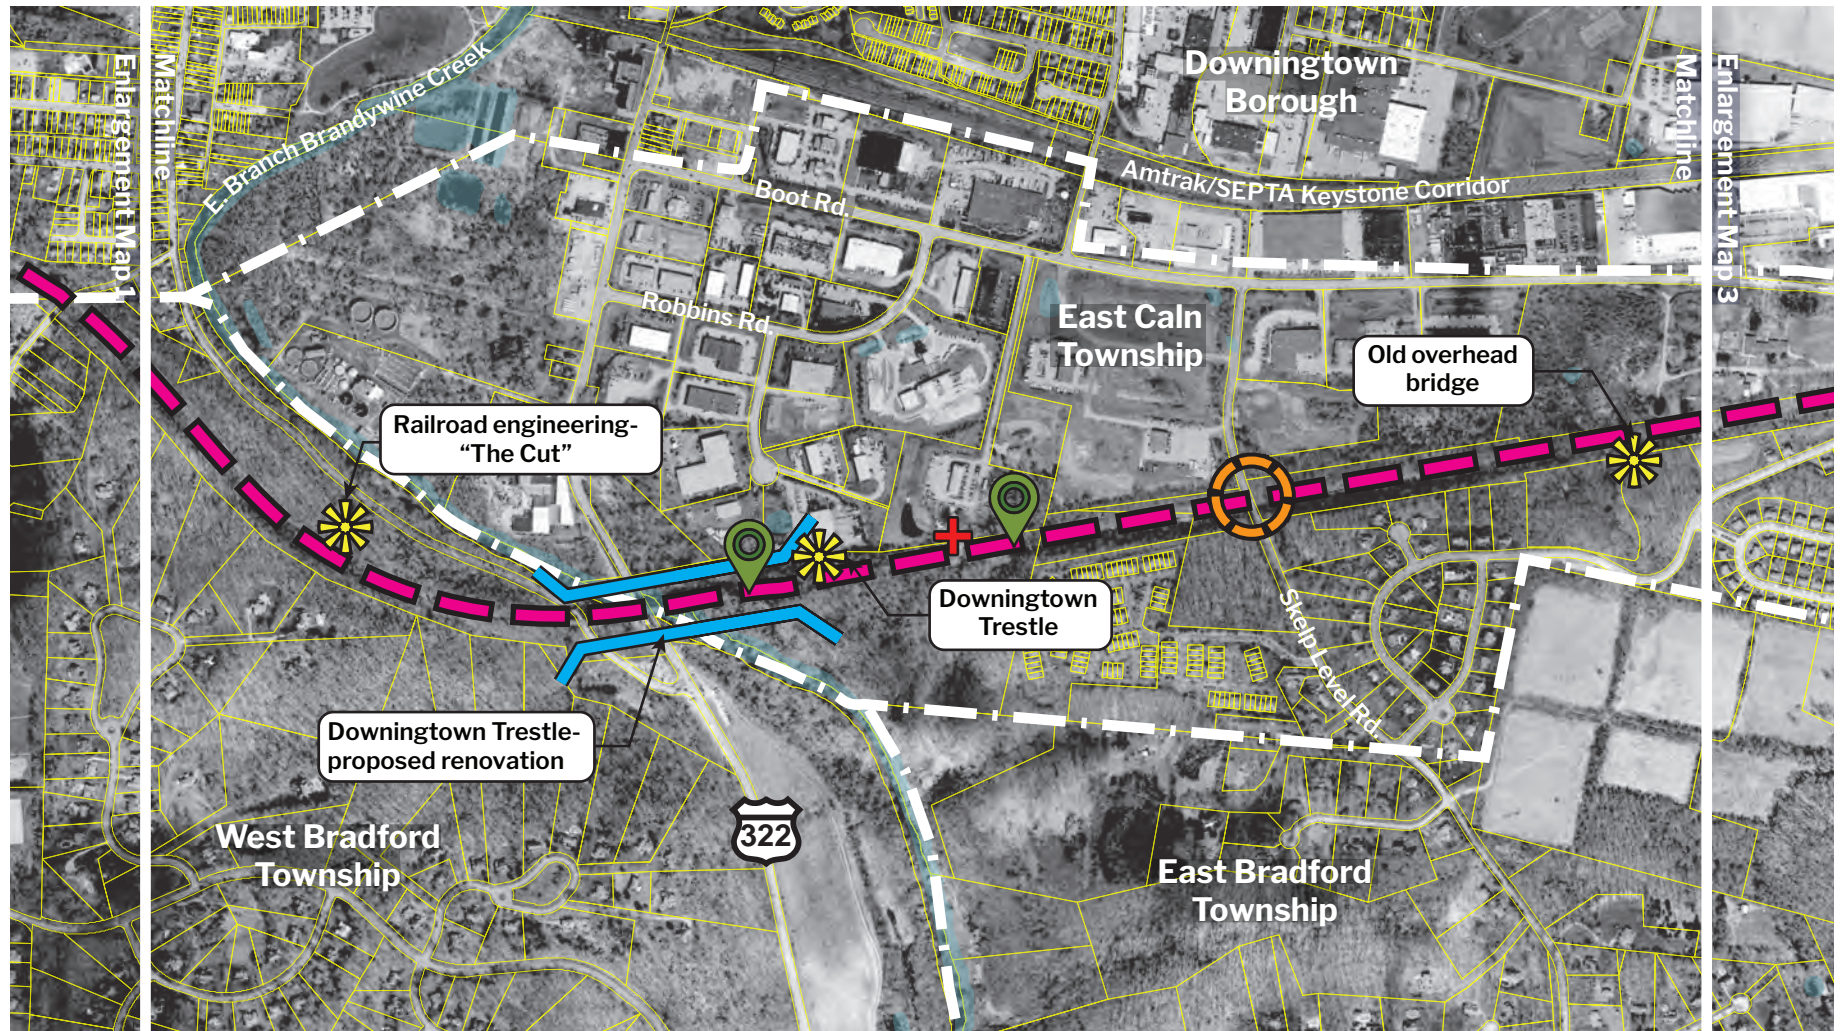 Enlargement Map 1
Matchline
E. Branch Brandywine Creek
Downingtown
Borough
Matchline
Enlargement Map 3
Amtrak/SEPTA Keystone Corridor
Boot Rd.
Robbins Rd.
East Caln
Township
Old overhead
bridge
Railroad engineering-
“The Cut”
Downingtown
Trestle
Skelp Level Rd.
Downingtown Trestle-
proposed renovation
322
West Bradford
Township
East Bradford
Township